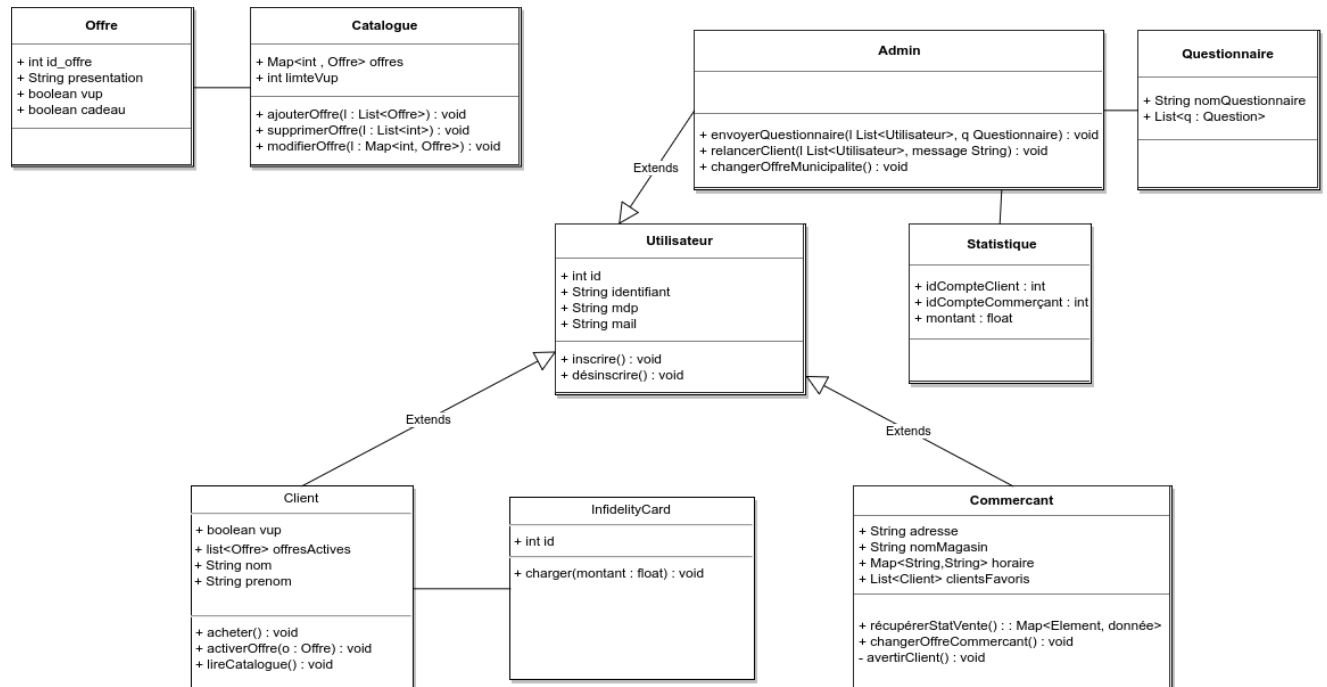 Offre
+ int id_offre
+ String presentation
+ boolean vup
+ boolean cadeau
Catalogue
+ Map<int , Offre> offres
+ int limteVup
+ ajouterOffre(l : List<Offre>) : void
+ supprimerOffre(l : List<int>) : void
+ modifierOffre(l : Map<int, Offre>) : void
Admin
+ envoyerQuestionnaire(l List<Utilisateur>, q Questionnaire) : void
+ relancerClient(l List<Utilisateur>, message String) : void
+ changerOffreMunicipalite() : void
Questionnaire
+ String nomQuestionnaire
+ List<q : Question>
Extends
Utilisateur
+ int id
+ String identifiant
+ String mdp
+ String mail
+ inscrire() : void
+ désinscrire() : void
Statistique
+ idCompteClient : int
+ idCompteCommerçant : int
+ montant : float
Extends
Extends
Client
+ boolean vup
+ list<Offre> offresActives
+ String nom
+ String prenom
+ acheter() : void
+ activerOffre(o : Offre) : void
+ lireCatalogue() : void
InfidelityCard
+ int id
+ charger(montant : float) : void
Commercant
+ String adresse
+ String nomMagasin
+ Map<String,String> horaire
+ List<Client> clientsFavoris
+ récupérerStatVente() : : Map<Element, donnée>
+ changerOffreCommercant() : void
- avertirClient() : void